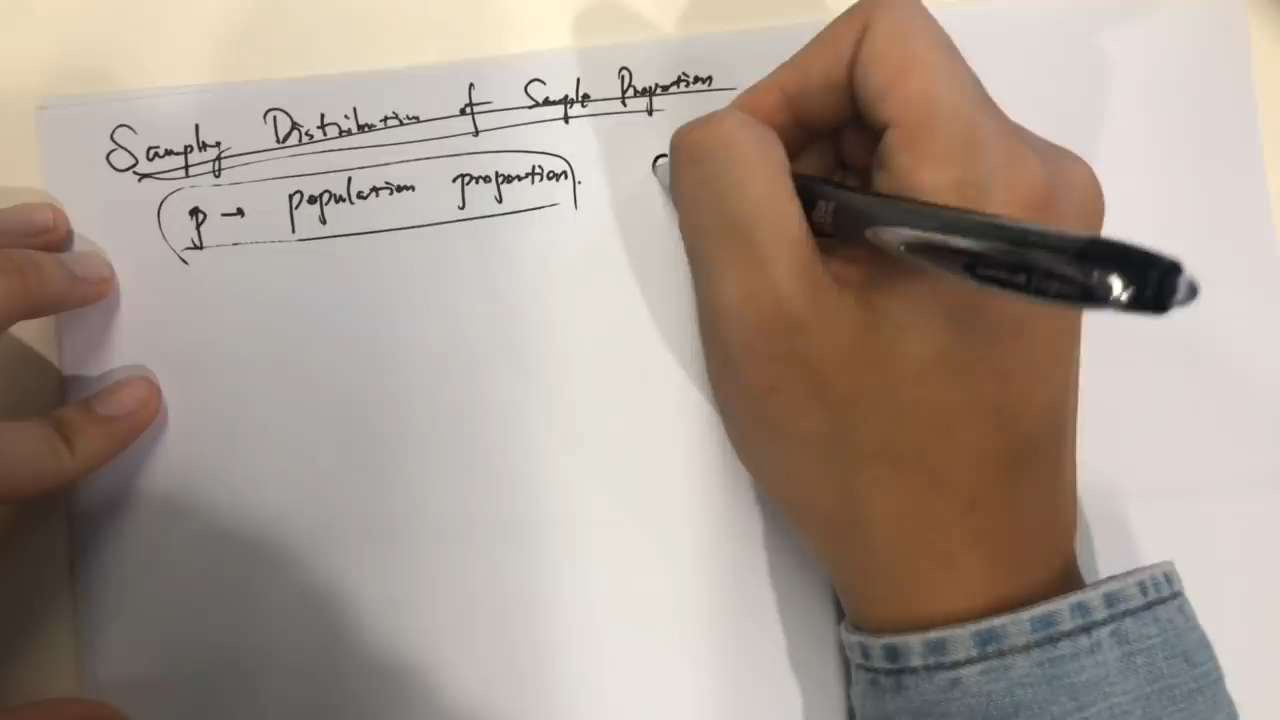 Sampling Distribution of Sample Proportion
p → population proportion.